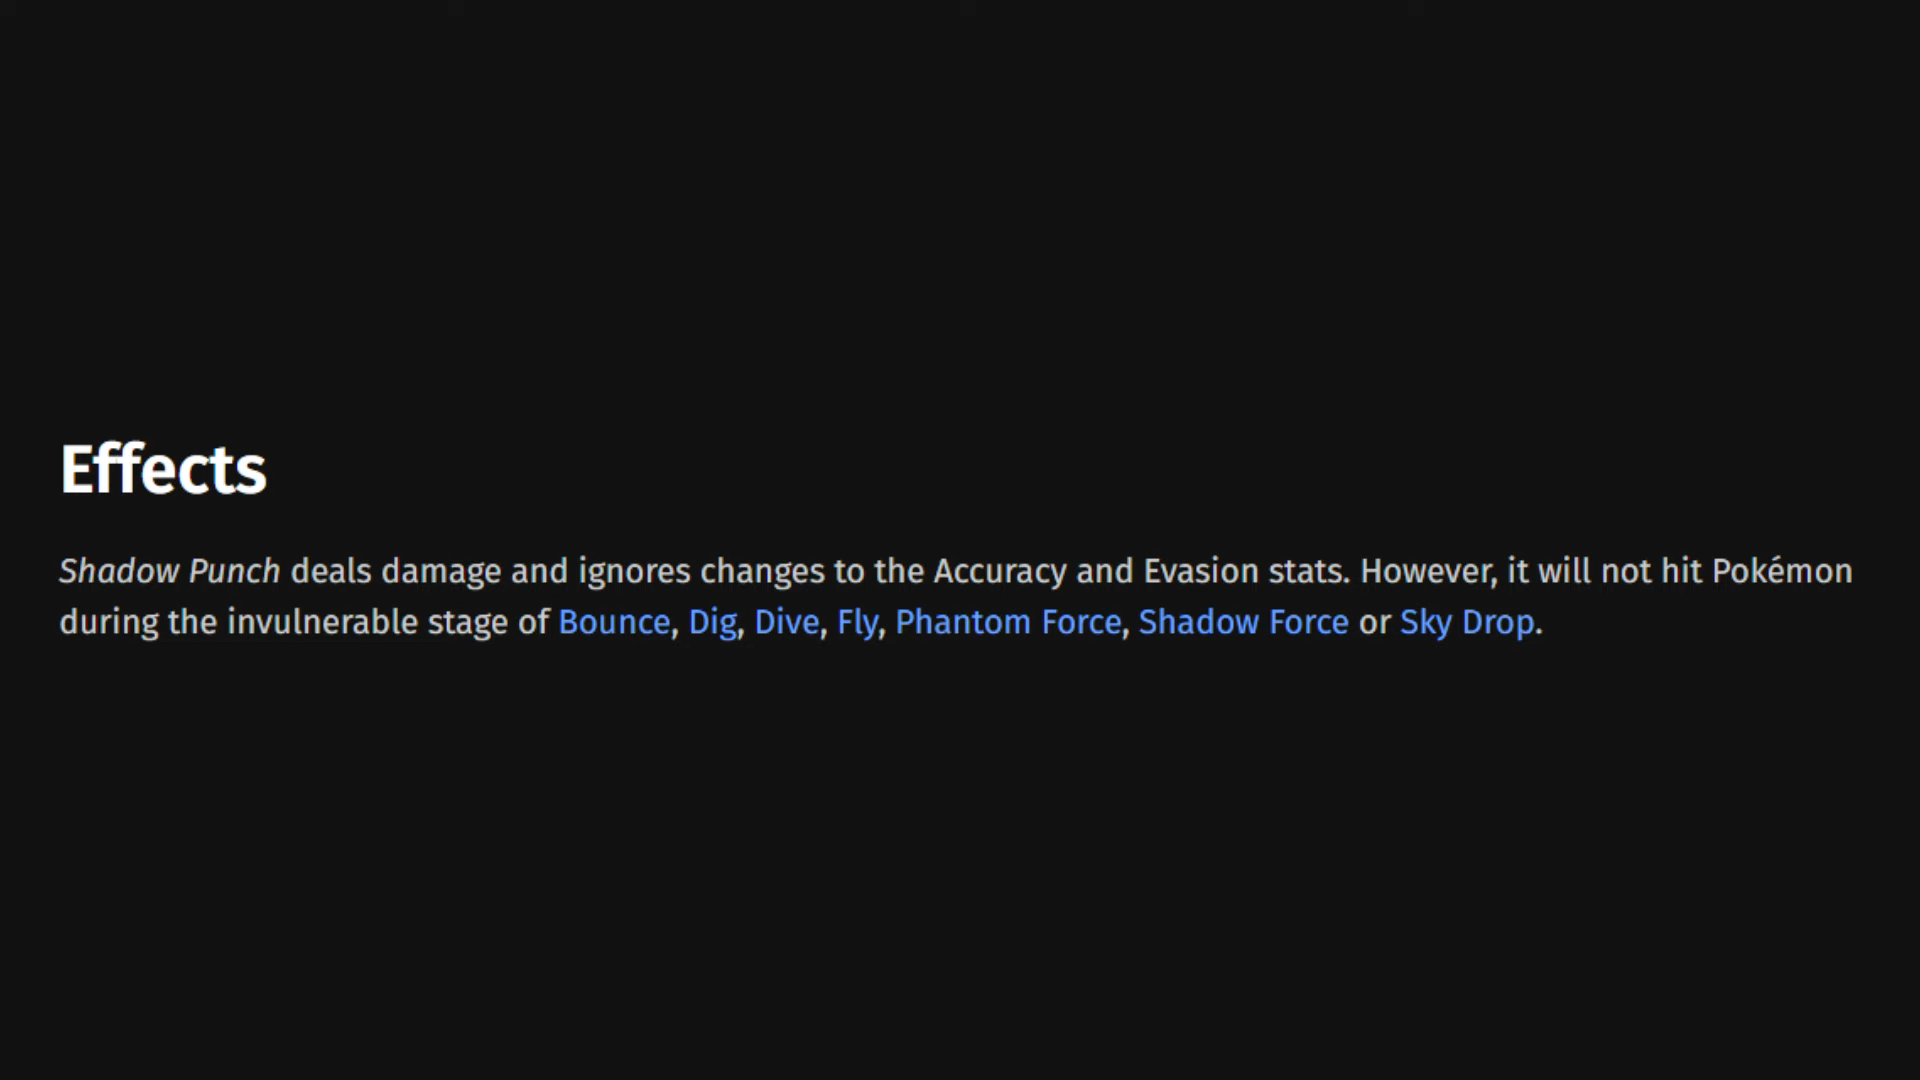 Effects
Shadow Punch deals damage and ignores changes to the Accuracy and Evasion stats. However, it will not hit Pokémon
during the invulnerable stage of Bounce, Dig, Dive, Fly, Phantom Force, Shadow Force or Sky Drop.